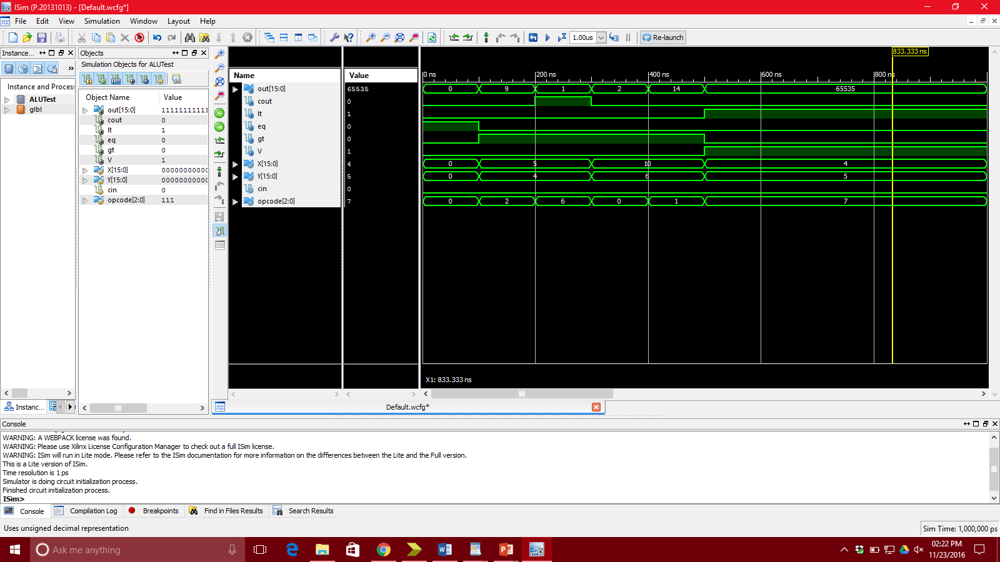 ISim (P.20131013) - [Default.wcfg*]
File Edit View Simulation Window Layout Help
1.00us Re-launch
Instance...
Instance and Proces
ALUTest
glbl
Instanc...
Objects
Simulation Objects for ALUTest
Object Name Value
out[15:0] 111111111111
cout 0
lt 1
eq 0
gt 0
V 1
X[15:0] 000000000000
Y[15:0] 000000000000
cin 0
opcode[2:0] 111
Name Value
out[15:0] 65535
cout 0
lt 1
eq 0
gt 0
V 1
X[15:0] 4
Y[15:0] 5
cin 0
opcode[2:0] 7
833.333 ns
0 ns 200 ns 400 ns 600 ns 800 ns
0 9 1 2 14 65535
0 5 10 4
0 4 6 5
0 2 6 0 1 7
X1: 833.333 ns
Default.wcfg*
Console
WARNING: A WEBPACK license was found.
WARNING: Please use Xilinx License Configuration Manager to check out a full ISim license.
WARNING: ISim will run in Lite mode. Please refer to the ISim documentation for more information on the differences between the Lite and the Full version.
This is a Lite version of ISim.
Time resolution is 1 ps
Simulator is doing circuit initialization process.
Finished circuit initialization process.
ISim>
Console Compilation Log Breakpoints Find in Files Results Search Results
Uses unsigned decimal representation Sim Time: 1,000,000 ps
Ask me anything
02:22 PM
11/23/2016